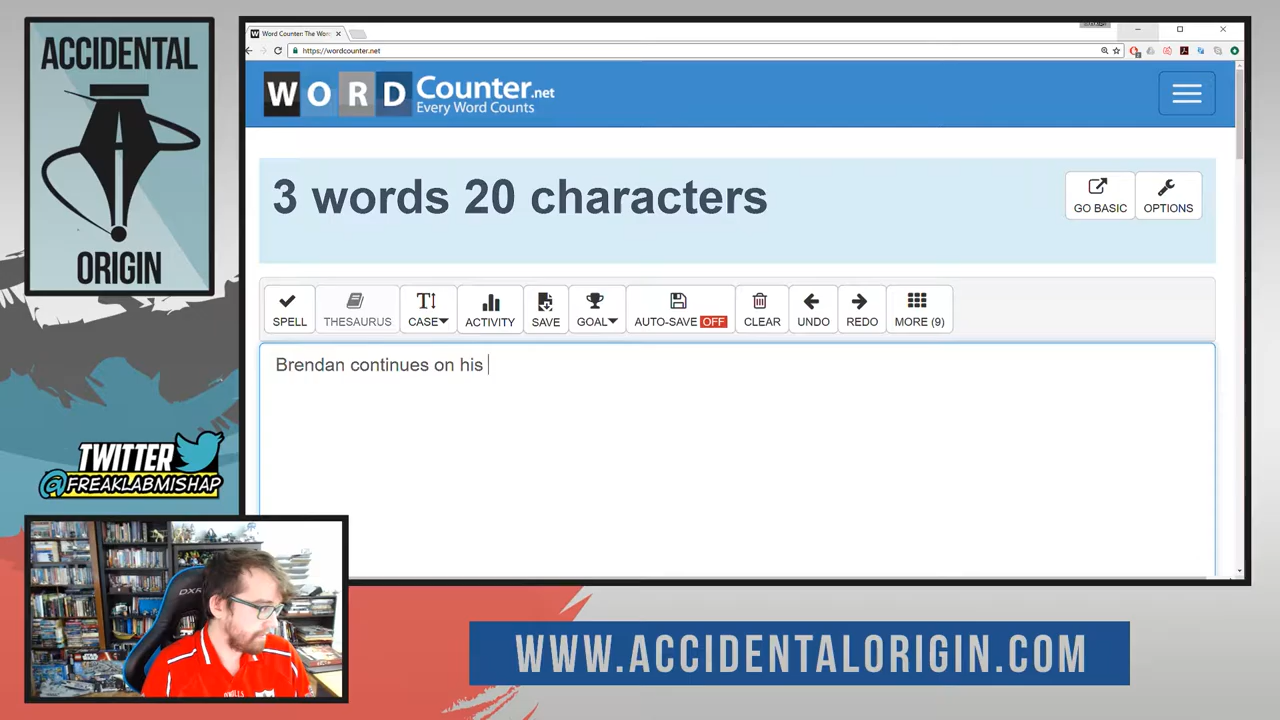 ACCIDENTAL
ORIGIN
TWITTER
@FREAKLABMISHAP
Word Counter: The Wor
https://wordcounter.net
WORD Counter.net
Every Word Counts
3 words 20 characters
GO BASIC
OPTIONS
SPELL
THESAURUS
CASE
ACTIVITY
SAVE
GOAL
AUTO-SAVE OFF
CLEAR
UNDO
REDO
MORE (9)
Brendan continues on his
DXR
WWW.ACCIDENTALORIGIN.COM